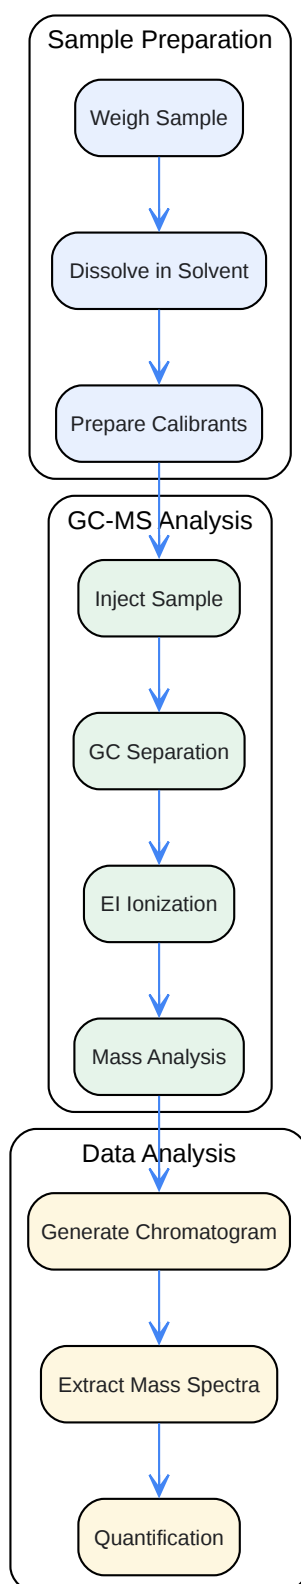 Sample Preparation
Weigh Sample
Dissolve in Solvent
Prepare Calibrants
GC-MS Analysis
Inject Sample
GC Separation
EI Ionization
Mass Analysis
Data Analysis
Generate Chromatogram
Extract Mass Spectra
Quantification